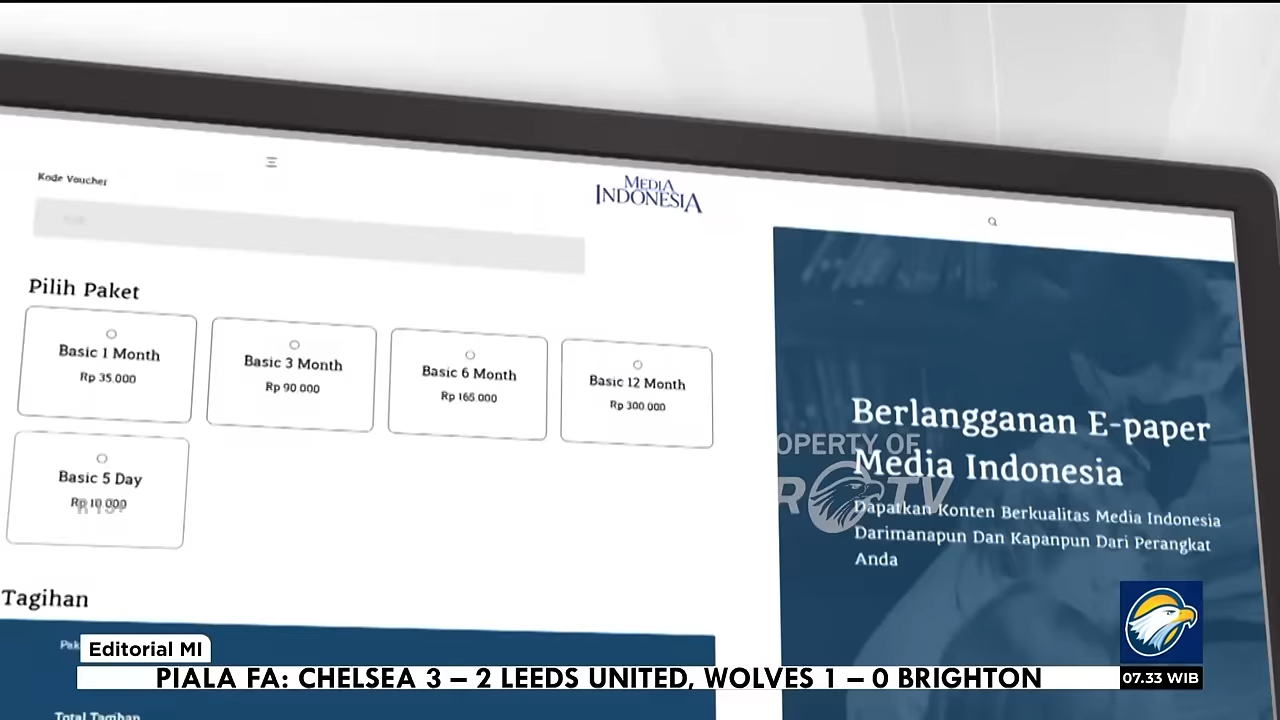 Kode Voucher
MEDIA
INDONESIA
Pilih Paket
Basic 1 Month
Rp 35.000
Basic 3 Month
Rp 90.000
Basic 6 Month
Rp 165.000
Basic 12 Month
Rp 300.000
Basic 5 Day
Rp 10.000
Tagihan
Total Tagihan
Berlangganan E-paper
Media Indonesia
Dapatkan Konten Berkualitas Media Indonesia
Darimanapun Dan Kapanpun Dari Perangkat
Anda
OPERTY OF
R TV
Editorial MI
PIALA FA: CHELSEA 3 – 2 LEEDS UNITED, WOLVES 1 – 0 BRIGHTON
07.33 WIB